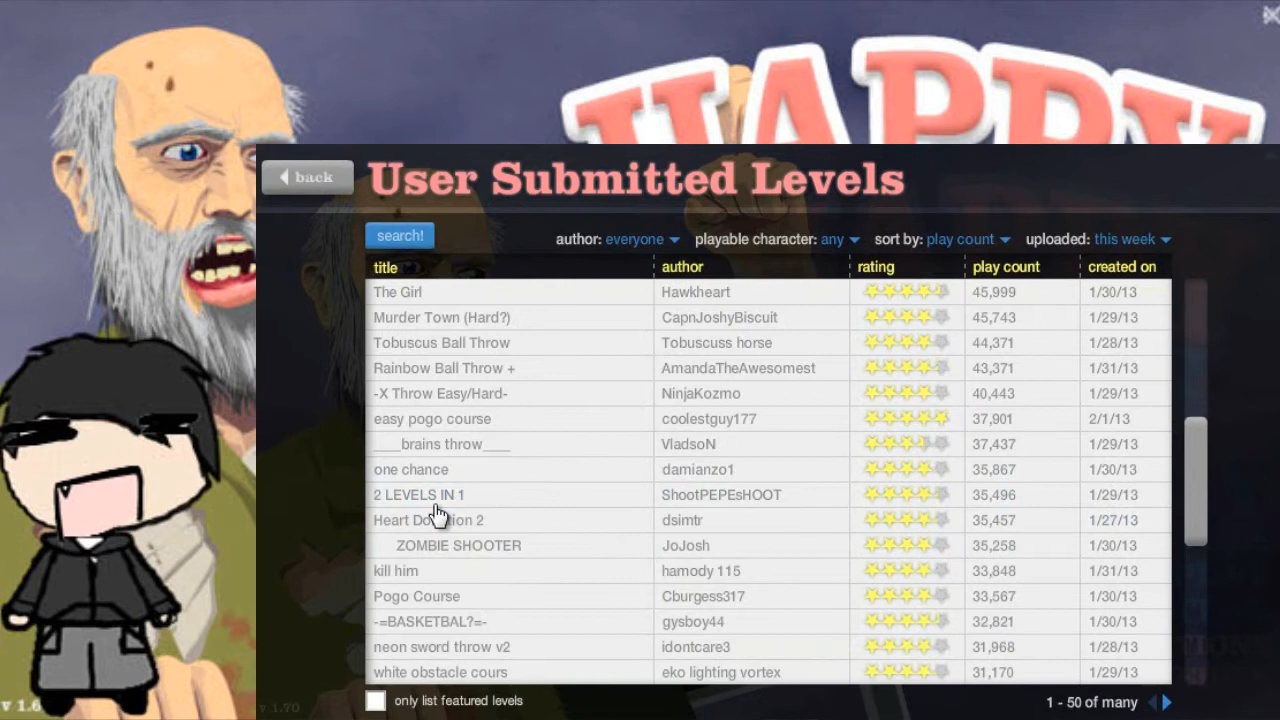 HAPPY
back
User Submitted Levels
search!
author: everyone playable character: any sort by: play count uploaded: this week
title author rating play count created on
The Girl Hawkheart 45,999 1/30/13
Murder Town (Hard?) CapnJoshyBiscuit 45,743 1/29/13
Tobuscus Ball Throw Tobuscuss horse 44,371 1/28/13
Rainbow Ball Throw + AmandaTheAwesomest 43,371 1/31/13
-X Throw Easy/Hard- NinjaKozmo 40,443 1/29/13
easy pogo course coolestguy177 37,901 2/1/13
____brains throw____ VladsoN 37,437 1/29/13
one chance damianzo1 35,867 1/30/13
2 LEVELS IN 1 ShootPEPEsHOOT 35,496 1/29/13
Heart 2 dsimtr 35,457 1/27/13
ZOMBIE SHOOTER JoJosh 35,258 1/30/13
kill him hamody 115 33,848 1/31/13
Pogo Course Cburgess317 33,567 1/30/13
-=BASKETBAL?=- gysboy44 32,821 1/30/13
neon sword throw v2 idontcare3 31,968 1/28/13
white obstacle cours eko lighting vortex 31,170 1/29/13
only list featured levels 1 - 50 of many
v 1.6 v 1.70